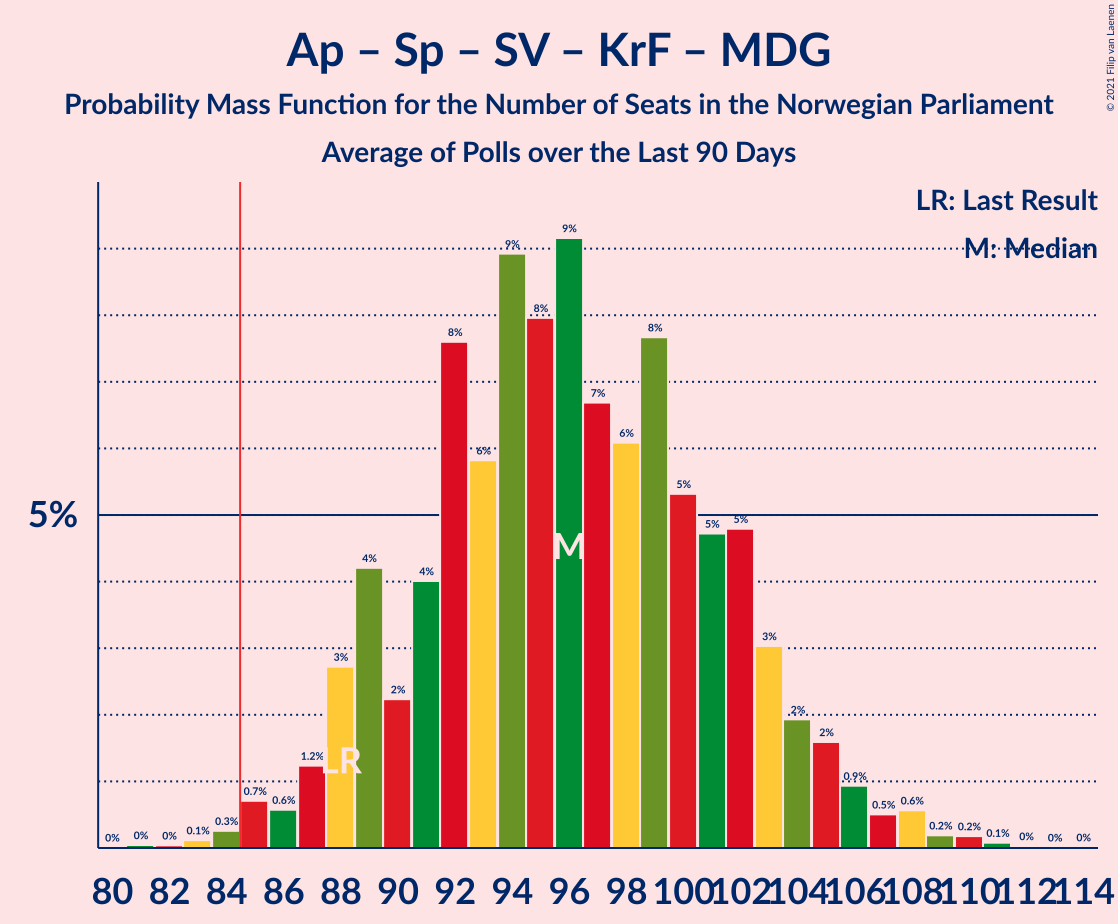 Ap – Sp – SV – KrF – MDG
Probability Mass Function for the Number of Seats in the Norwegian Parliament
Average of Polls over the Last 90 Days
© 2021 Filip van Laenen
LR: Last Result
M: Median
5%
0% 0% 0% 0.1% 0.3% 0.7% 0.6% 1.2% 3% 4% 2% 4% 8% 6% 9% 8% 9% 7% 6% 8% 5% 5% 5% 3% 2% 2% 0.9% 0.5% 0.6% 0.2% 0.2% 0.1% 0% 0% 0%
M
LR
80 82 84 86 88 90 92 94 96 98 100 102 104 106 108 110 112 114